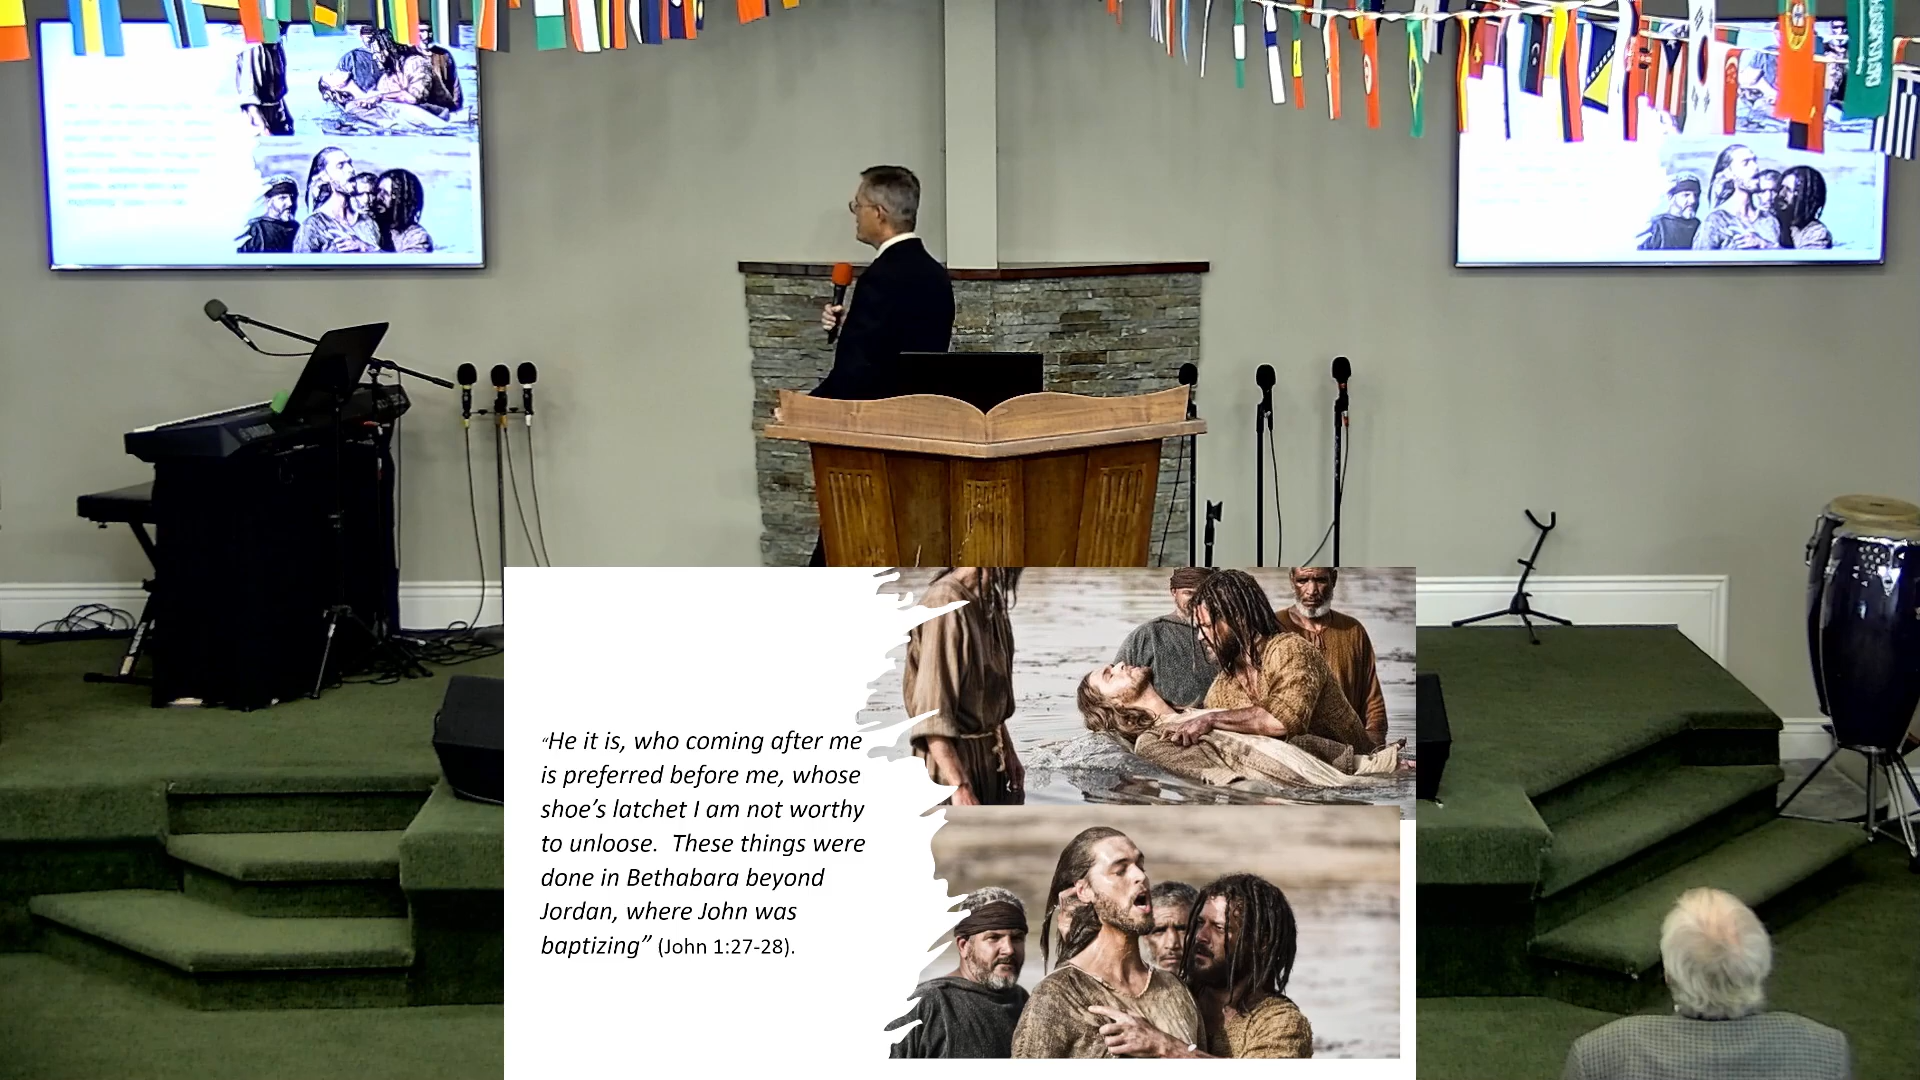 “He it is, who coming after me
is preferred before me, whose
shoe’s latchet I am not worthy
to unloose.  These things were
done in Bethabara beyond
Jordan, where John was
baptizing” (John 1:27-28).